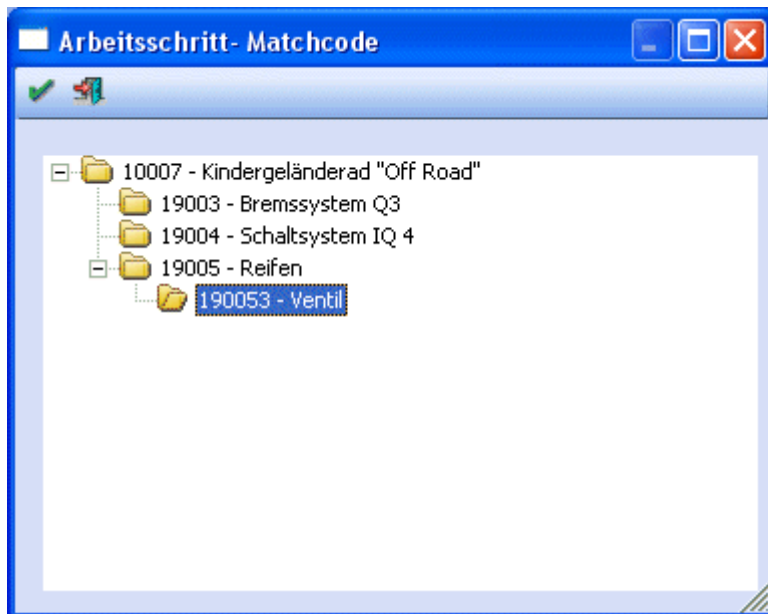 Arbeitsschritt- Matchcode
10007 - Kindergeländerad "Off Road"
19003 - Bremssystem Q3
19004 - Schaltsystem IQ 4
19005 - Reifen
190053 - Ventil